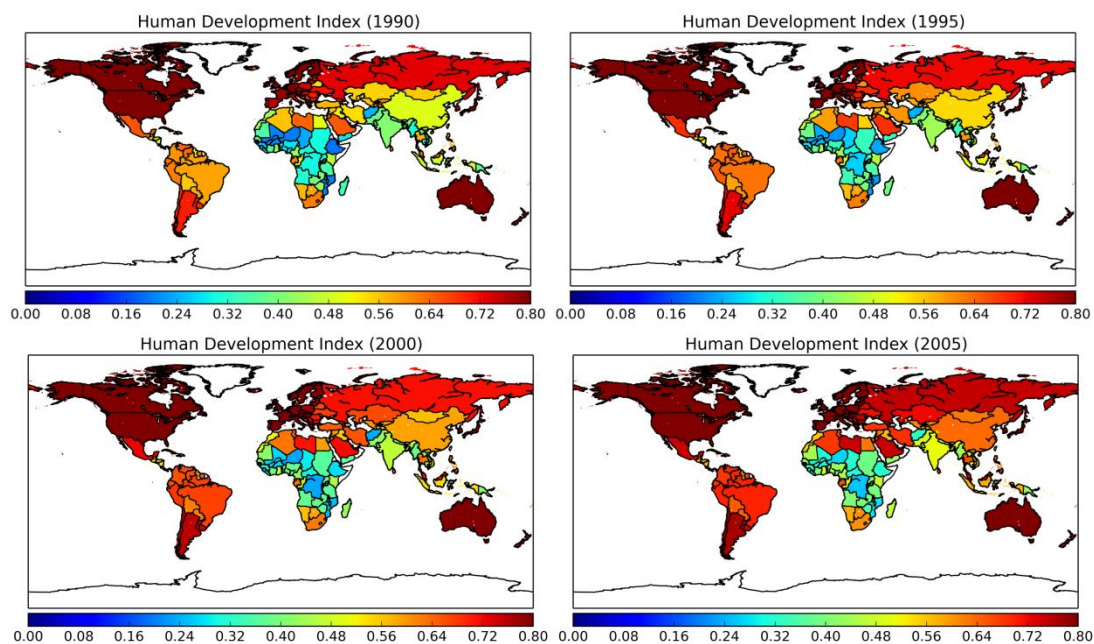 Human Development Index (1990)
Human Development Index (1995)
0.00 0.08 0.16 0.24 0.32 0.40 0.48 0.56 0.64 0.72 0.80
0.00 0.08 0.16 0.24 0.32 0.40 0.48 0.56 0.64 0.72 0.80
Human Development Index (2000)
Human Development Index (2005)
0.00 0.08 0.16 0.24 0.32 0.40 0.48 0.56 0.64 0.72 0.80
0.00 0.08 0.16 0.24 0.32 0.40 0.48 0.56 0.64 0.72 0.80